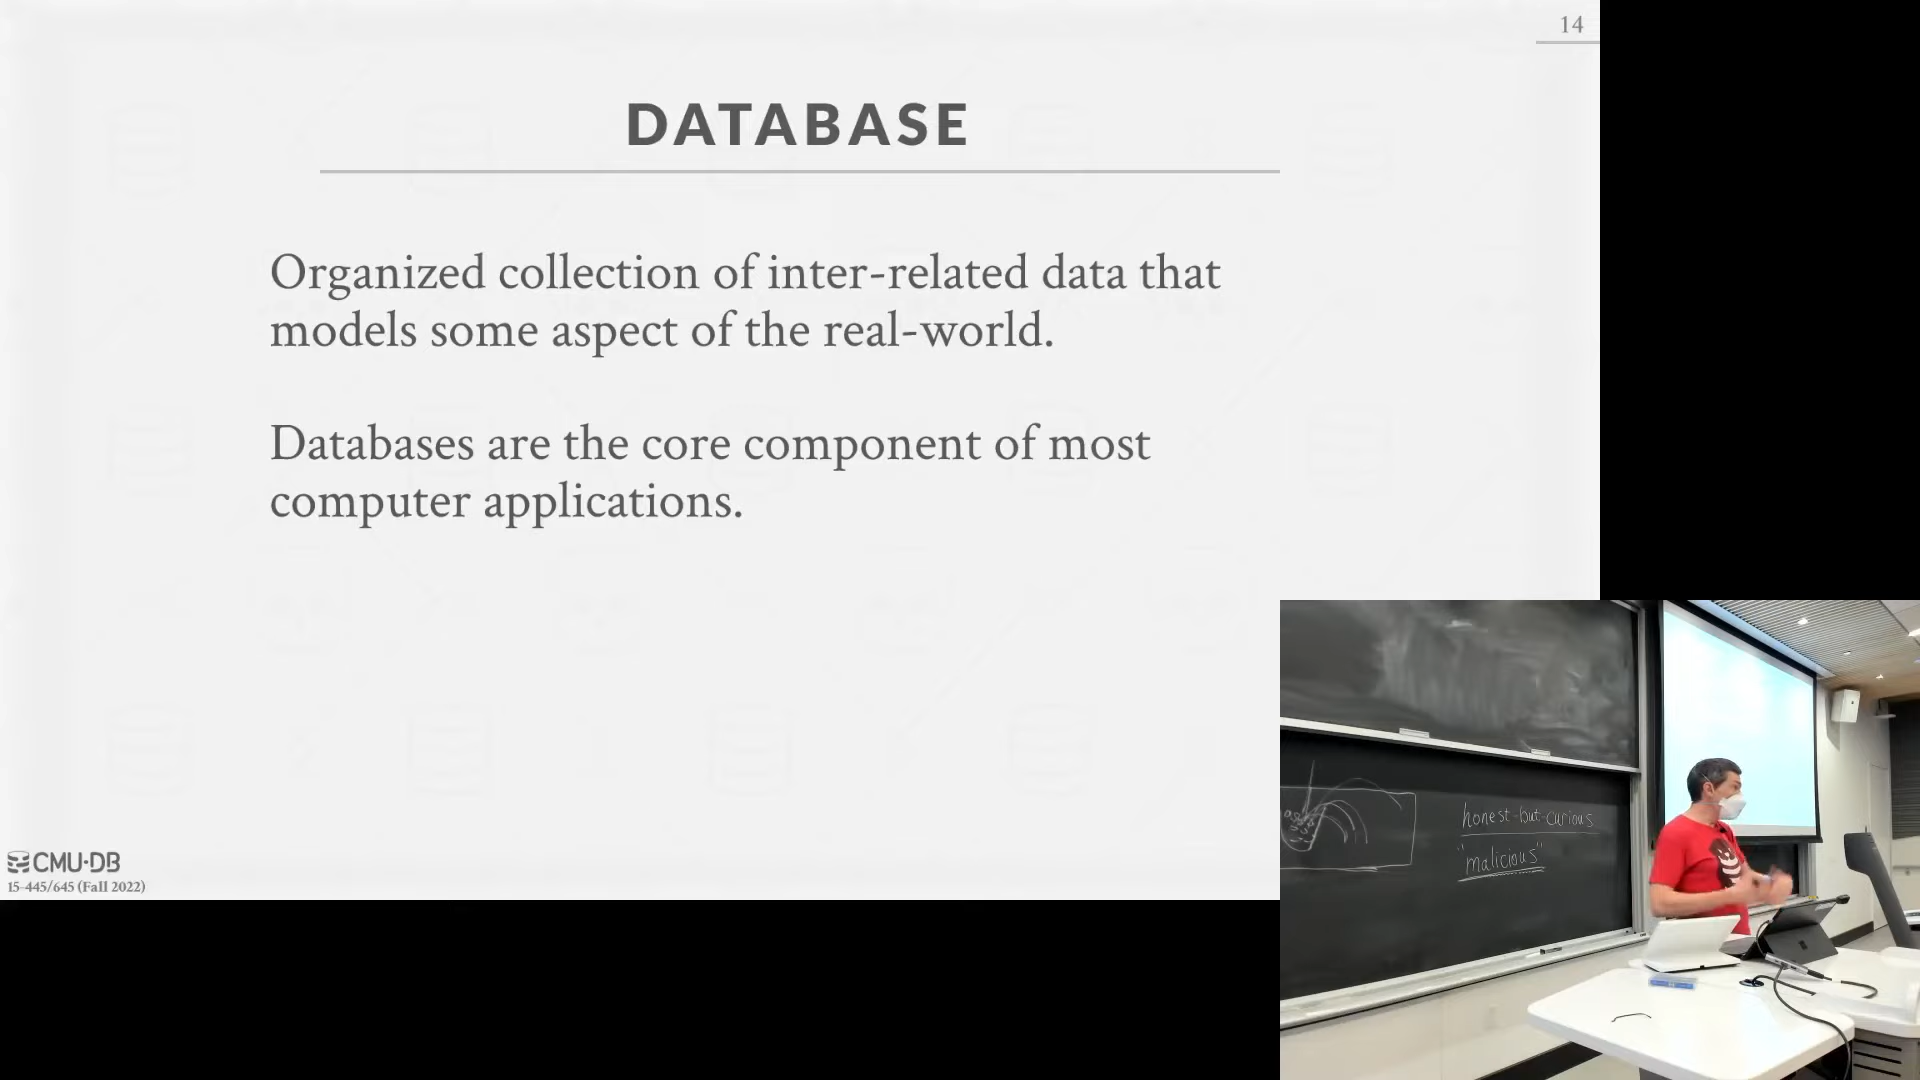 14
DATABASE
Organized collection of inter-related data that
models some aspect of the real-world.
Databases are the core component of most
computer applications.
CMU·DB
15-445/645 (Fall 2022)
honest-but-curious
"malicious"